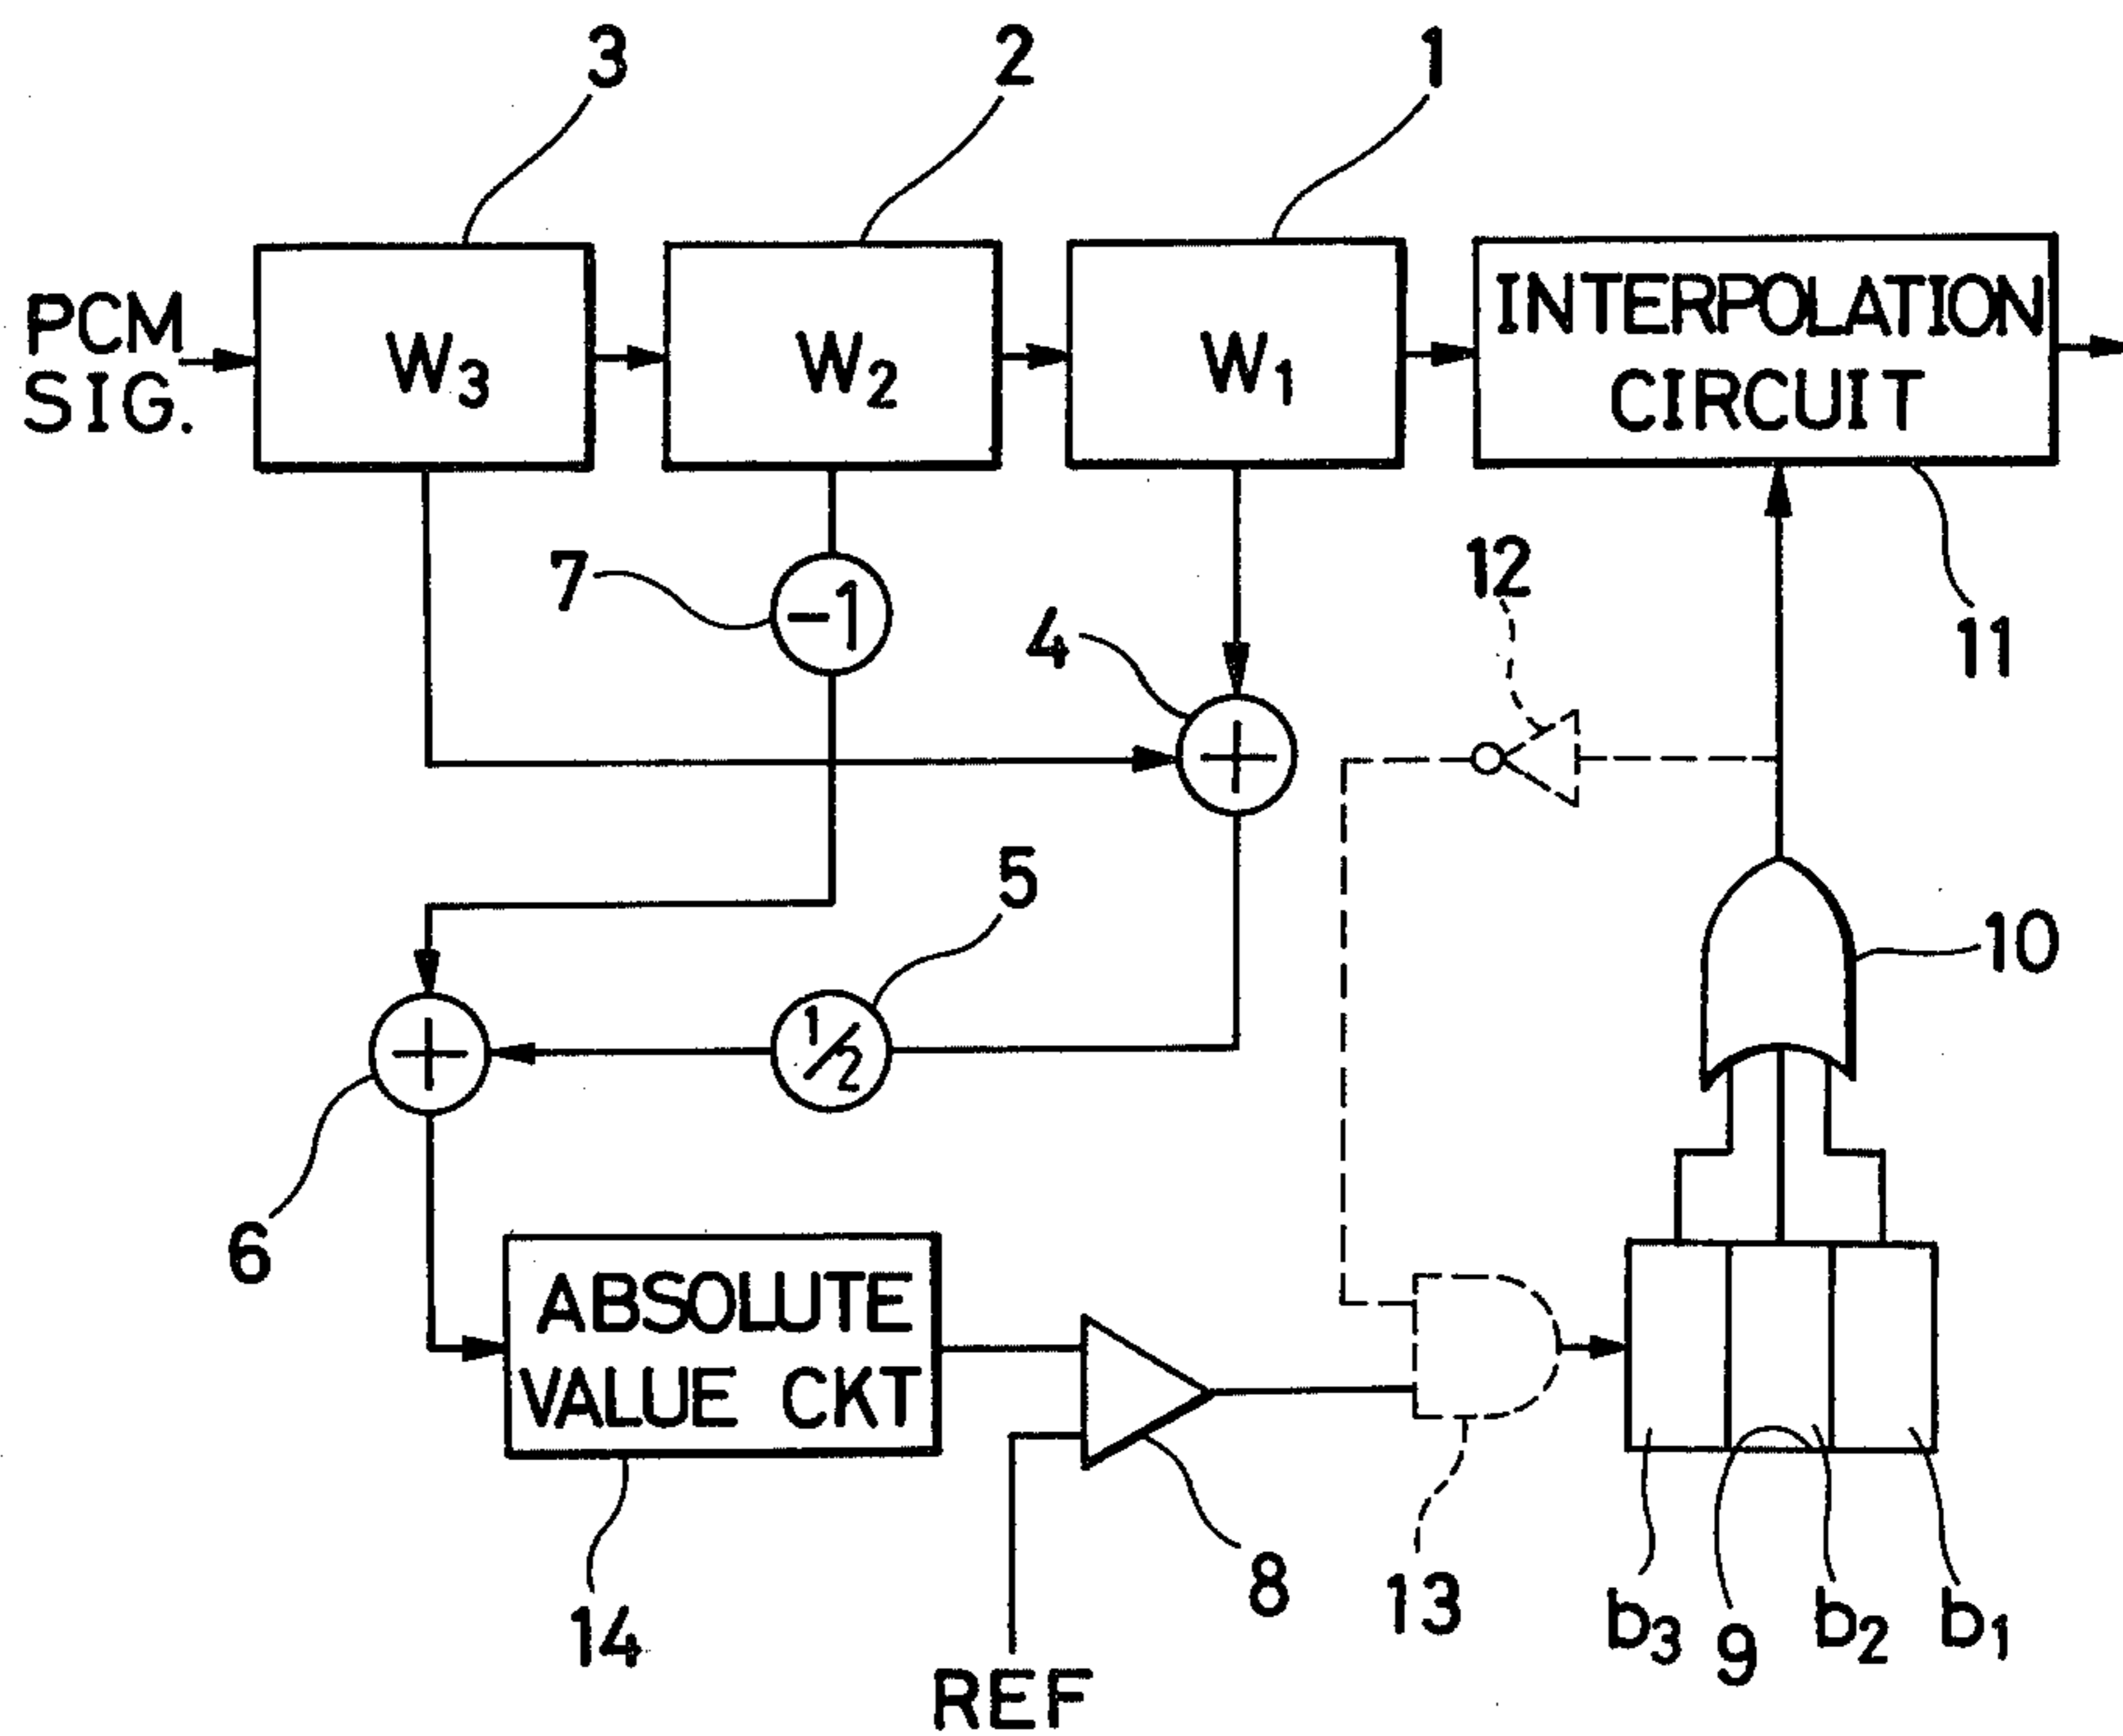 3
2
1
PCM
SIG.
W3
W2
W1
INTERPOLATION
CIRCUIT
7
-1
4
12
11
5
1/2
10
6
ABSOLUTE
VALUE CKT
14
8
REF
13
b3
9
b2
b1